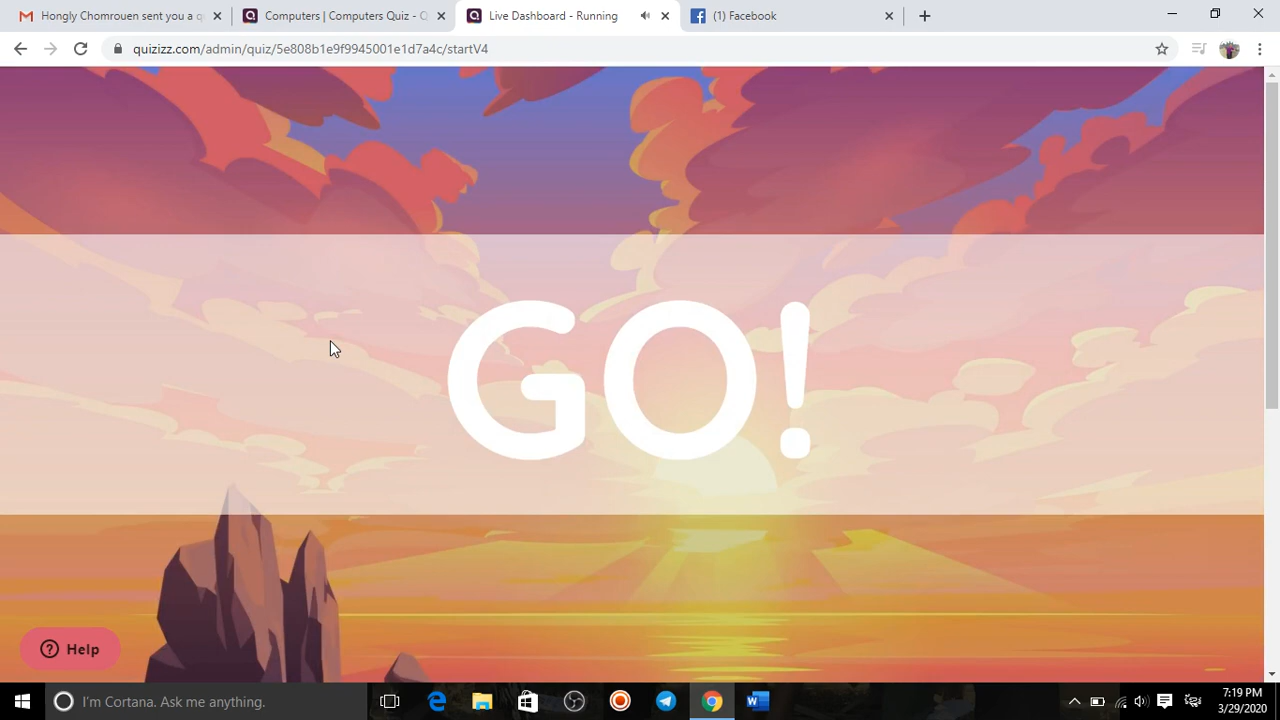 Hongly Chomrouen sent you a q
Computers | Computers Quiz - Q
Live Dashboard - Running
(1) Facebook
quizizz.com/admin/quiz/5e808b1e9f9945001e1d7a4c/startV4
GO!
Help
I'm Cortana. Ask me anything.
7:19 PM
3/29/2020